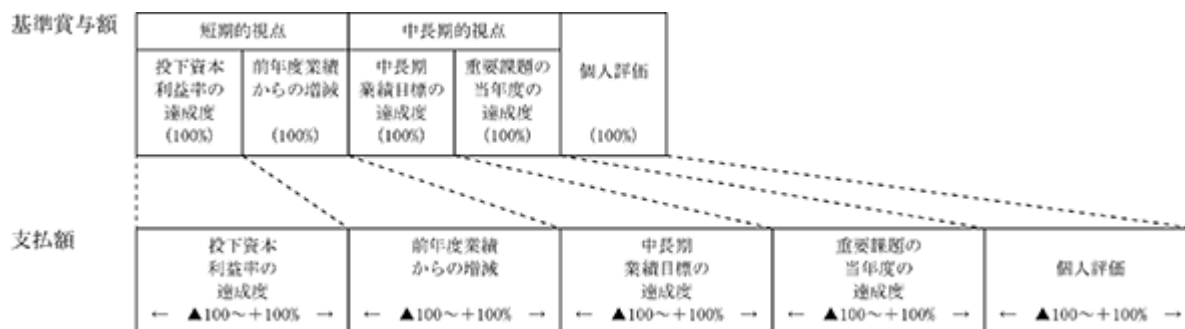 基準賞与額
短期的視点
中長期的視点
投下資本
利益率の
達成度
(100%)
前年度業績
からの増減
(100%)
中長期
業績目標の
達成度
(100%)
重要課題の
当年度の
達成度
(100%)
個人評価
(100%)
支払額
投下資本
利益率の
達成度
← ▲100～+100% →
前年度業績
からの増減
← ▲100～+100% →
中長期
業績目標の
達成度
← ▲100～+100% →
重要課題の
当年度の
達成度
← ▲100～+100% →
個人評価
← ▲100～+100% →